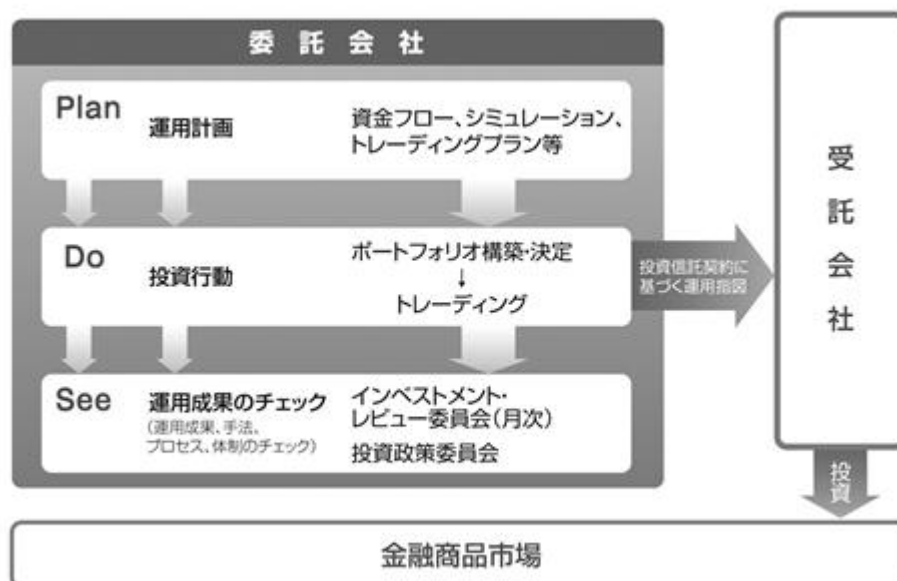 委託会社
Plan
運用計画
資金フロー、シミュレーション、
トレーディングプラン等
Do
投資行動
ポートフォリオ構築・決定
↓
トレーディング
See
運用成果のチェック
(運用成果、手法、
プロセス、体制のチェック)
インベストメント・
レビュー委員会(月次)
投資政策委員会
投資信託契約に
基づく運用指図
受託会社
投資
金融商品市場